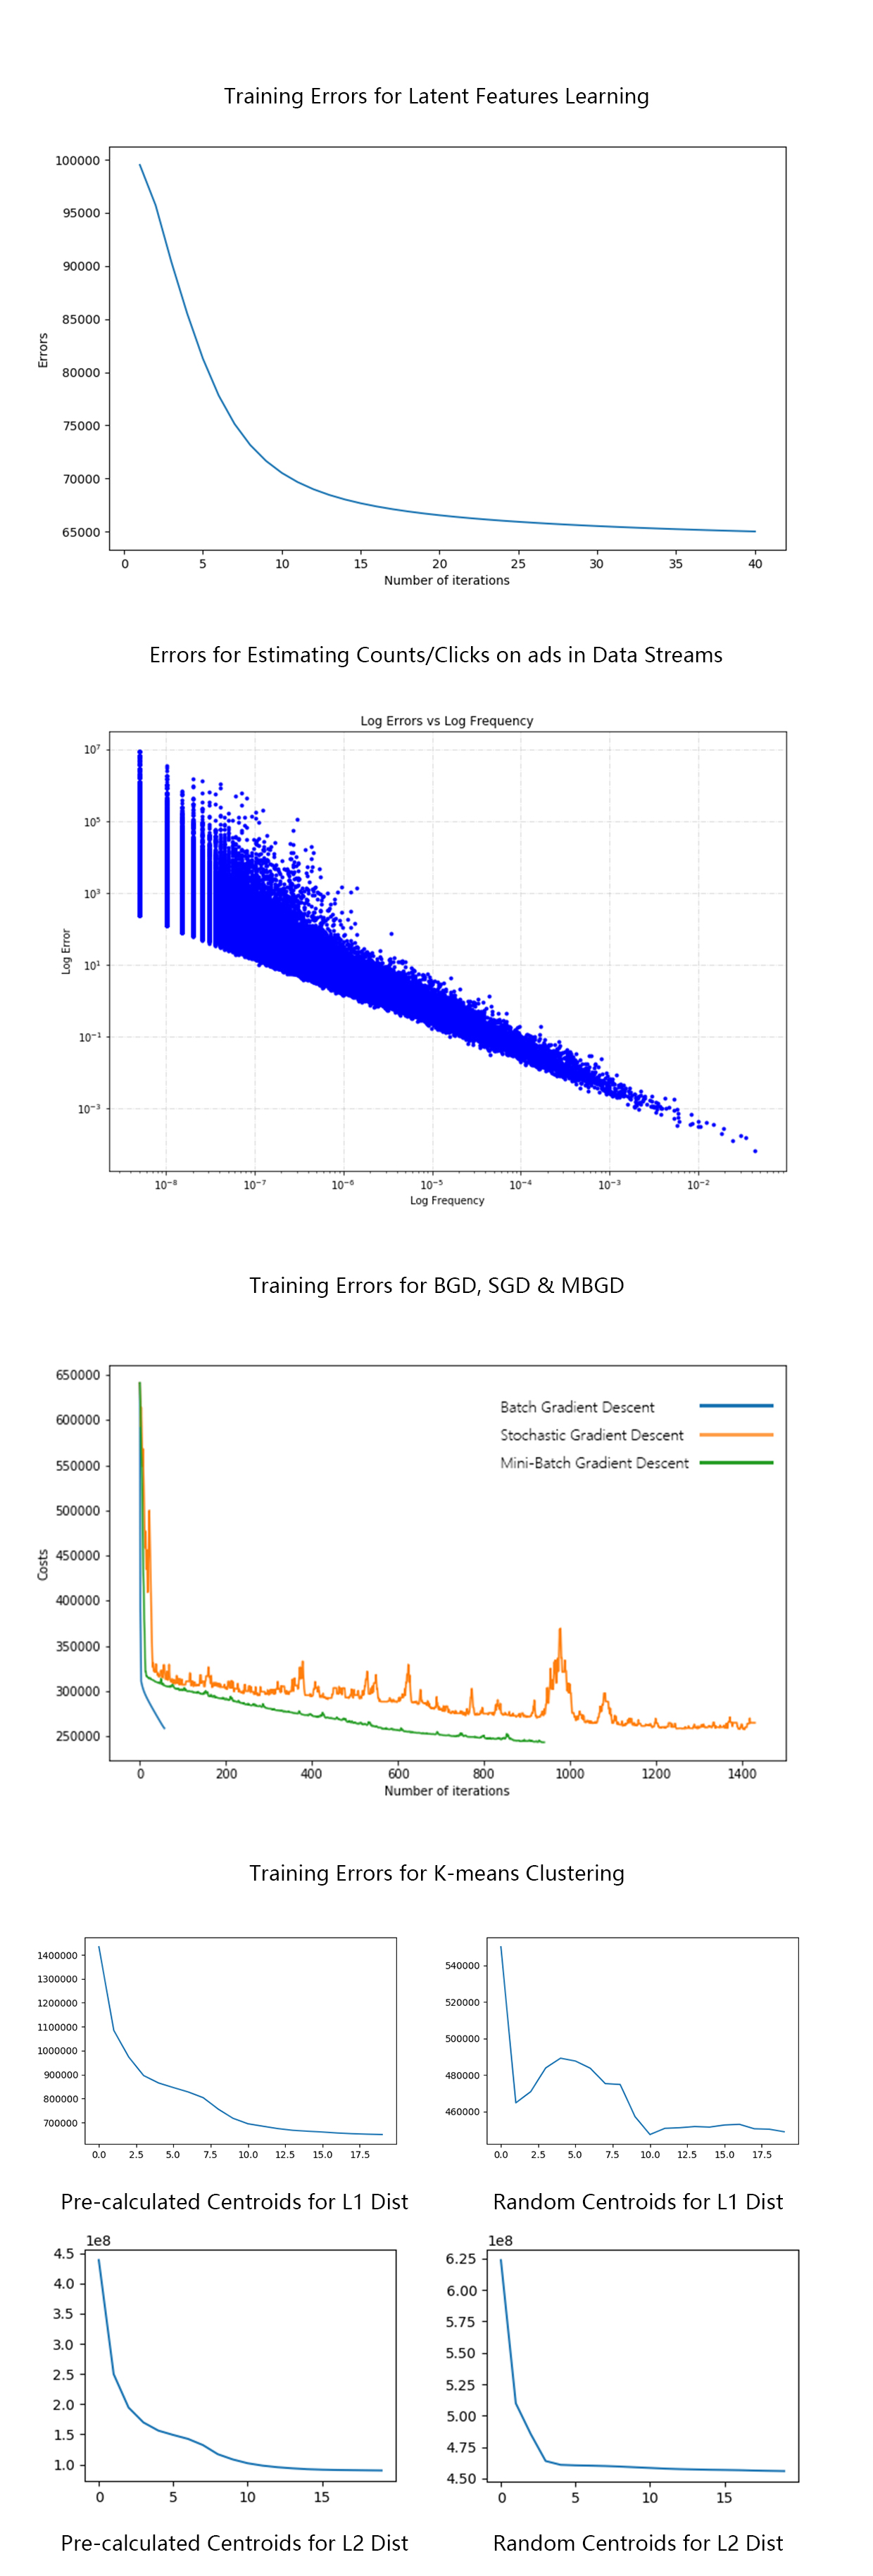 Training Errors for Latent Features Learning
100000
95000
90000
85000
80000
75000
70000
65000
Errors
0 5 10 15 20 25 30 35 40
Number of iterations
Errors for Estimating Counts/Clicks on ads in Data Streams
Log Errors vs Log Frequency
10⁷
10⁵
10³
10¹
10⁻¹
10⁻³
Log Error
10⁻⁸ 10⁻⁷ 10⁻⁶ 10⁻⁵ 10⁻⁴ 10⁻³ 10⁻²
Log Frequency
Training Errors for BGD, SGD & MBGD
650000
600000
550000
500000
450000
400000
350000
300000
250000
Costs
Batch Gradient Descent
Stochastic Gradient Descent
Mini-Batch Gradient Descent
0 200 400 600 800 1000 1200 1400
Number of iterations
Training Errors for K-means Clustering
1400000
1300000
1200000
1100000
1000000
900000
800000
700000
0.0 2.5 5.0 7.5 10.0 12.5 15.0 17.5
Pre-calculated Centroids for L1 Dist
540000
520000
500000
480000
460000
0.0 2.5 5.0 7.5 10.0 12.5 15.0 17.5
Random Centroids for L1 Dist
1e8
4.5
4.0
3.5
3.0
2.5
2.0
1.5
1.0
0 5 10 15
Pre-calculated Centroids for L2 Dist
1e8
6.25
6.00
5.75
5.50
5.25
5.00
4.75
4.50
0 5 10 15
Random Centroids for L2 Dist